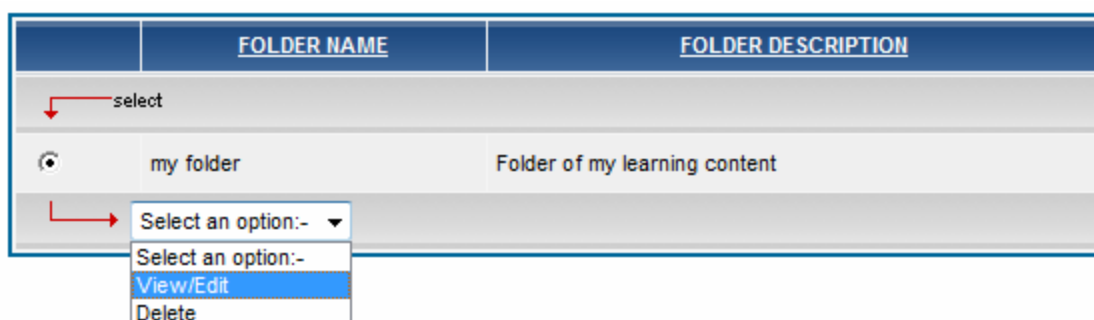 FOLDER NAME FOLDER DESCRIPTION
select
my folder Folder of my learning content
Select an option:-
Select an option:-
View/Edit
Delete